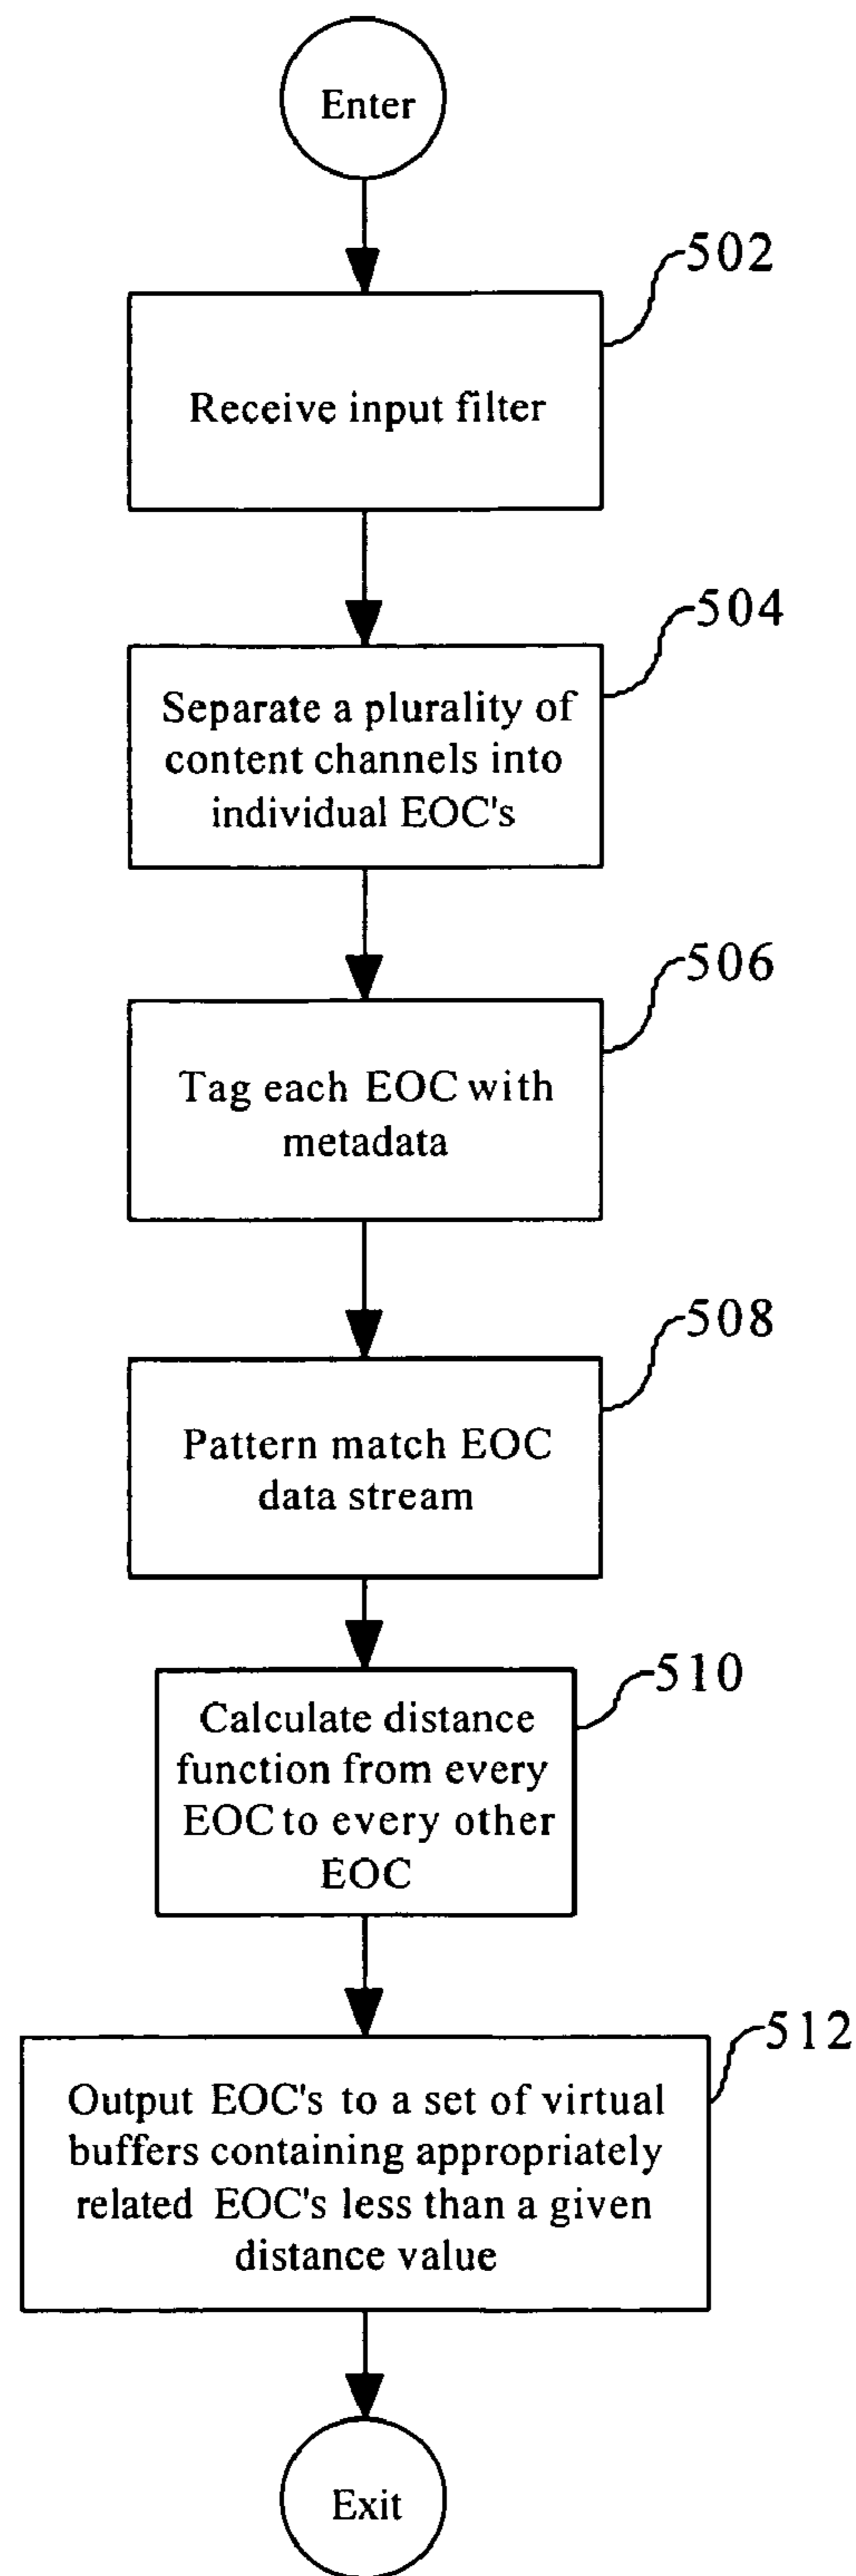 Enter
502
Receive input filter
504
Separate a plurality of
content channels into
individual EOC's
506
Tag each EOC with
metadata
508
Pattern match EOC
data stream
510
Calculate distance
function from every
EOC to every other
EOC
512
Output EOC's to a set of virtual
buffers containing appropriately
related EOC's less than a given
distance value
Exit